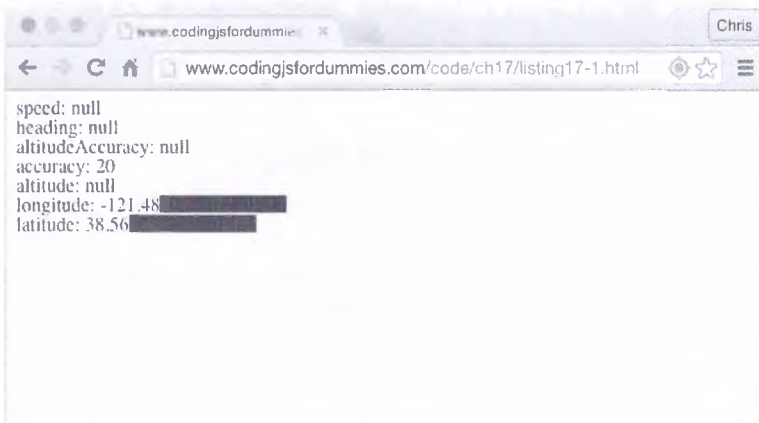 www.codingjsfordummie
Chris
www.codingjsfordummies.com/code/ch17/listing17-1.html
speed: null
heading: null
altitudeAccuracy: null
accuracy: 20
altitude: null
longitude: -121.48
latitude: 38.56